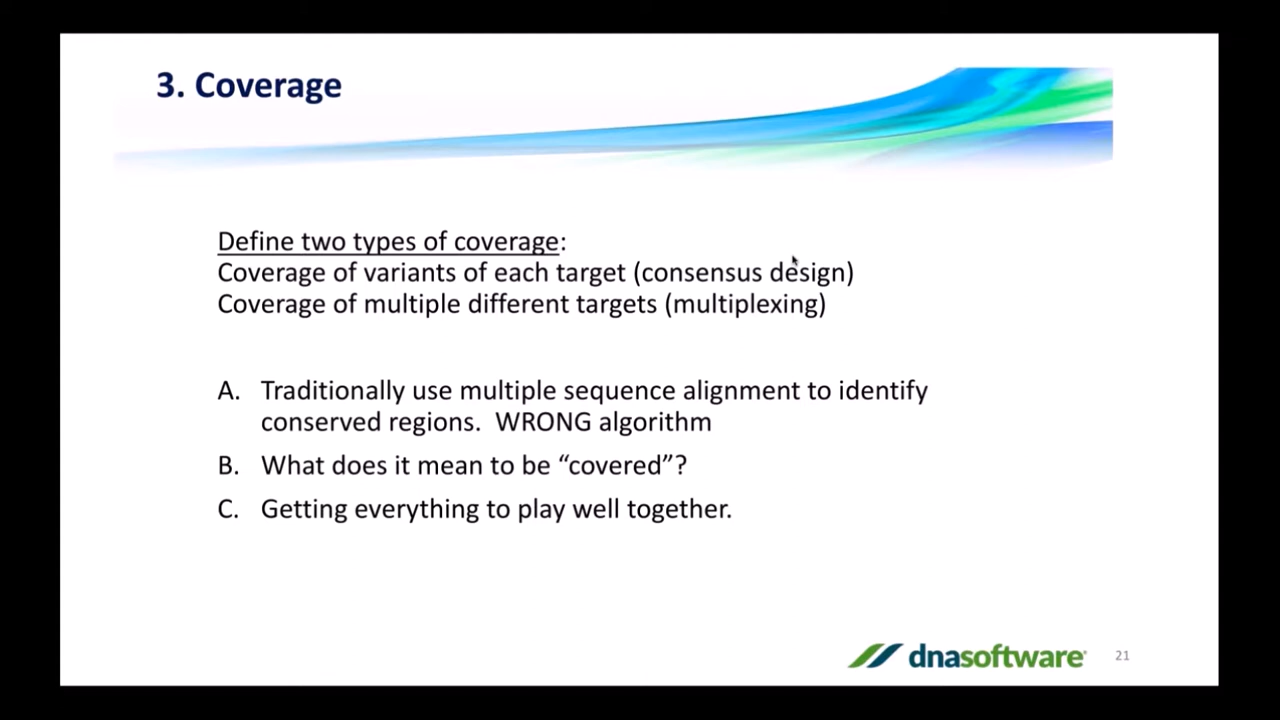 3. Coverage
Define two types of coverage:
Coverage of variants of each target (consensus design)
Coverage of multiple different targets (multiplexing)
A. Traditionally use multiple sequence alignment to identify
conserved regions.  WRONG algorithm
B. What does it mean to be “covered”?
C. Getting everything to play well together.
dnasoftware
21